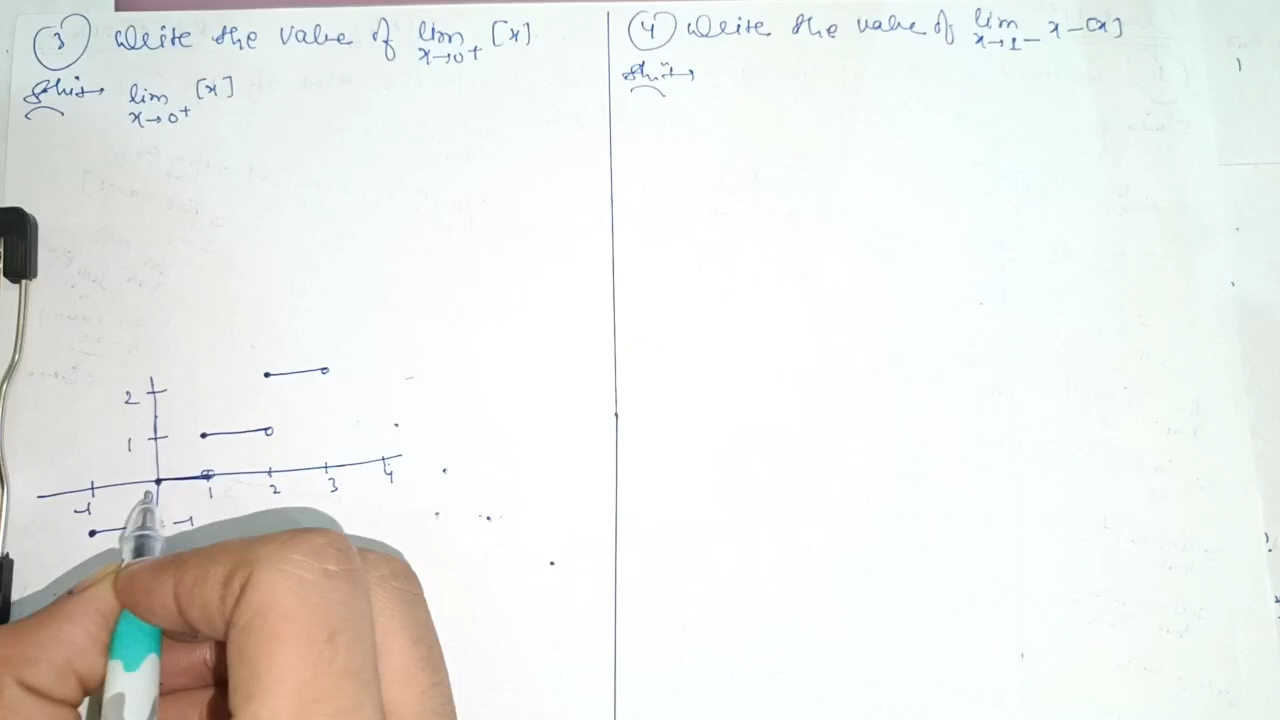 3 Write the value of lim x→0+ [x].
Soln→ lim x→0+ [x]
2
1
-1 1 2 3 4
-1
4 Write the value of lim x→1- x-[x]
Soln→